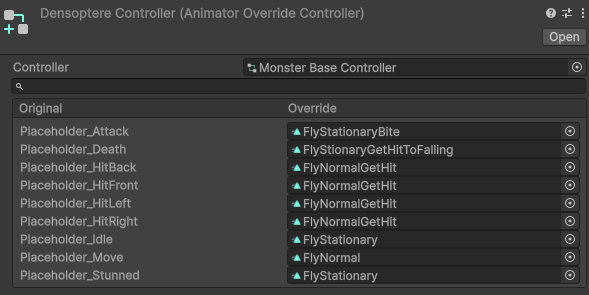 Densoptere Controller (Animator Override Controller)
Open
Controller Monster Base Controller
Original Override
Placeholder_Attack FlyStationaryBite
Placeholder_Death FlyStionaryGetHitToFalling
Placeholder_HitBack FlyNormalGetHit
Placeholder_HitFront FlyNormalGetHit
Placeholder_HitLeft FlyNormalGetHit
Placeholder_HitRight FlyNormalGetHit
Placeholder_Idle FlyStationary
Placeholder_Move FlyNormal
Placeholder_Stunned FlyStationary